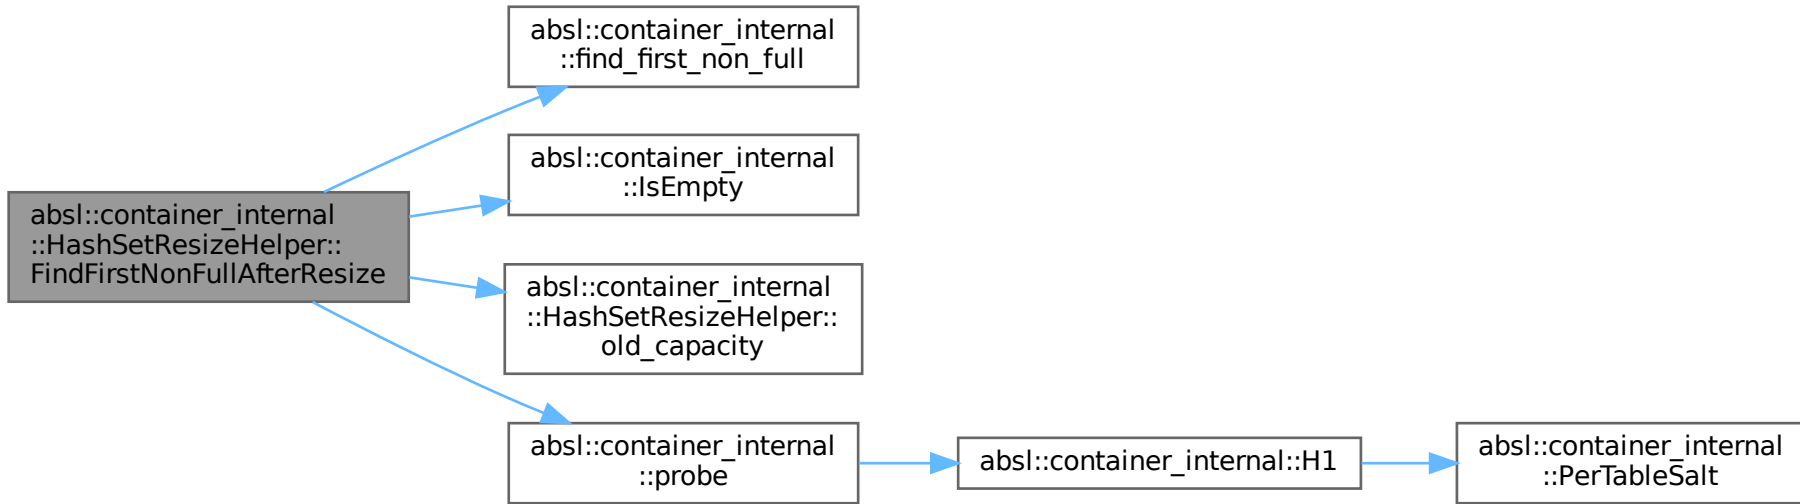 absl::container_internal
::HashSetResizeHelper::
FindFirstNonFullAfterResize
absl::container_internal
::find_first_non_full
absl::container_internal
::IsEmpty
absl::container_internal
::HashSetResizeHelper::
old_capacity
absl::container_internal
::probe
absl::container_internal::H1
absl::container_internal
::PerTableSalt